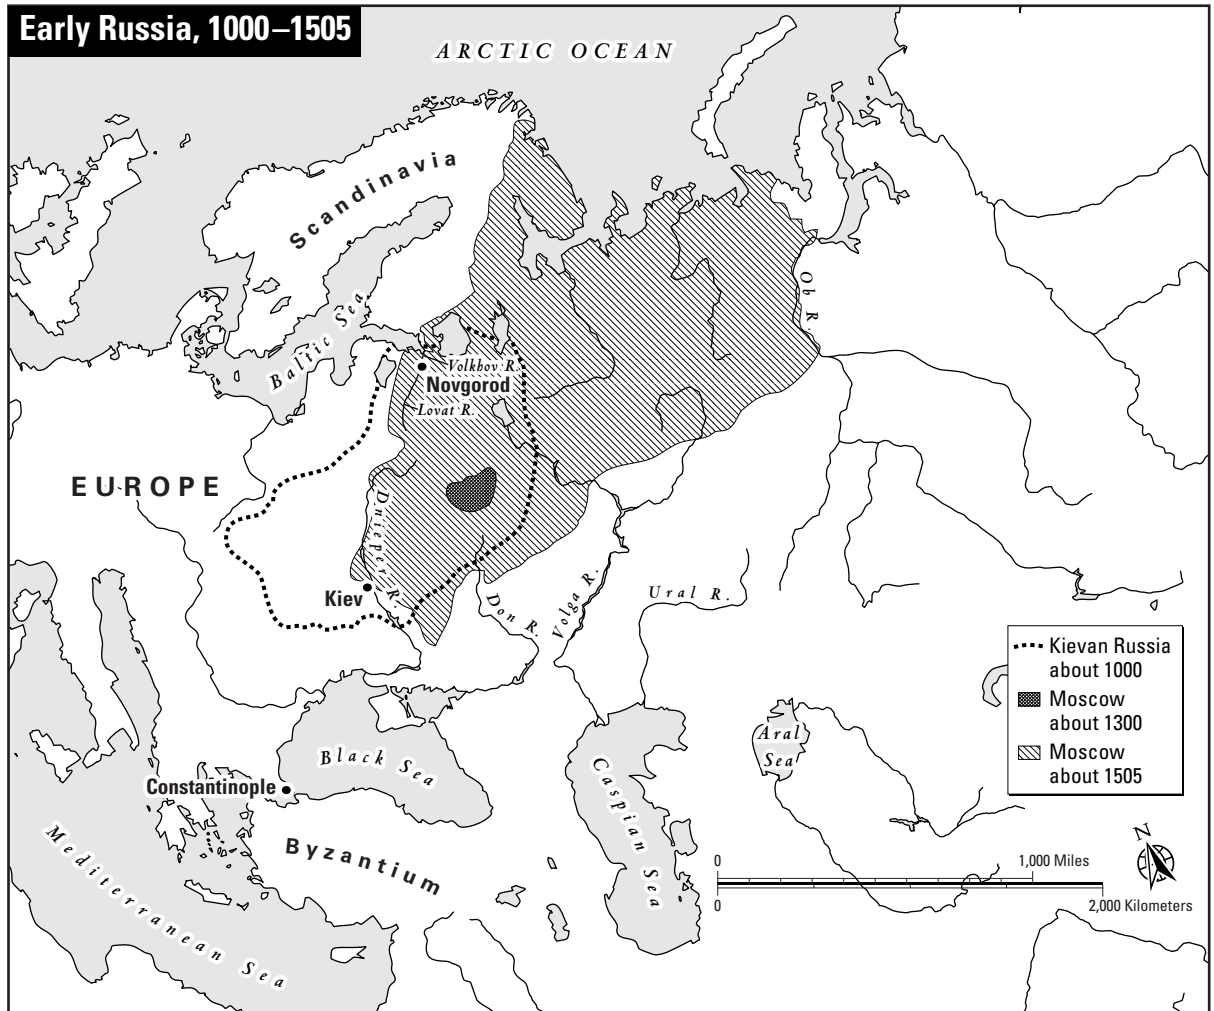 Early Russia, 1000–1505
ARCTIC OCEAN
Scandinavia
Baltic Sea
Ob R.
Volkhov R.
Novgorod
Lovat R.
EUROPE
Dnieper R.
Kiev
Don R.
Volga R.
Ural R.
Kievan Russia
about 1000
Moscow
about 1300
Moscow
about 1505
Aral
Sea
Black Sea
Caspian Sea
Constantinople
Byzantium
Mediterranean Sea
N
0
1,000 Miles
0
2,000 Kilometers